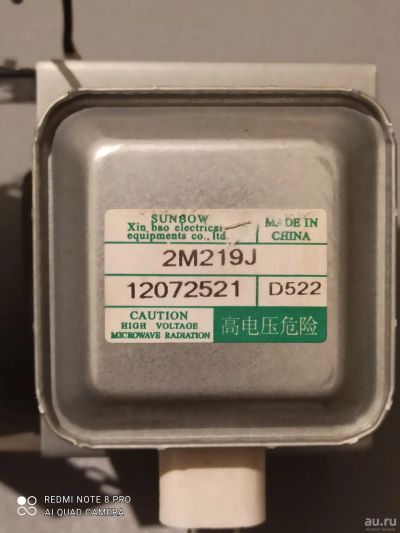 SUNBOW
Xin bao electrical
equipments co., ltd.
MADE IN
CHINA
2M219J
12072521
D522
CAUTION
HIGH VOLTAGE
MICROWAVE RADIATION
高电压危险
REDMI NOTE 8 PRO
AI QUAD CAMERA
au.ru